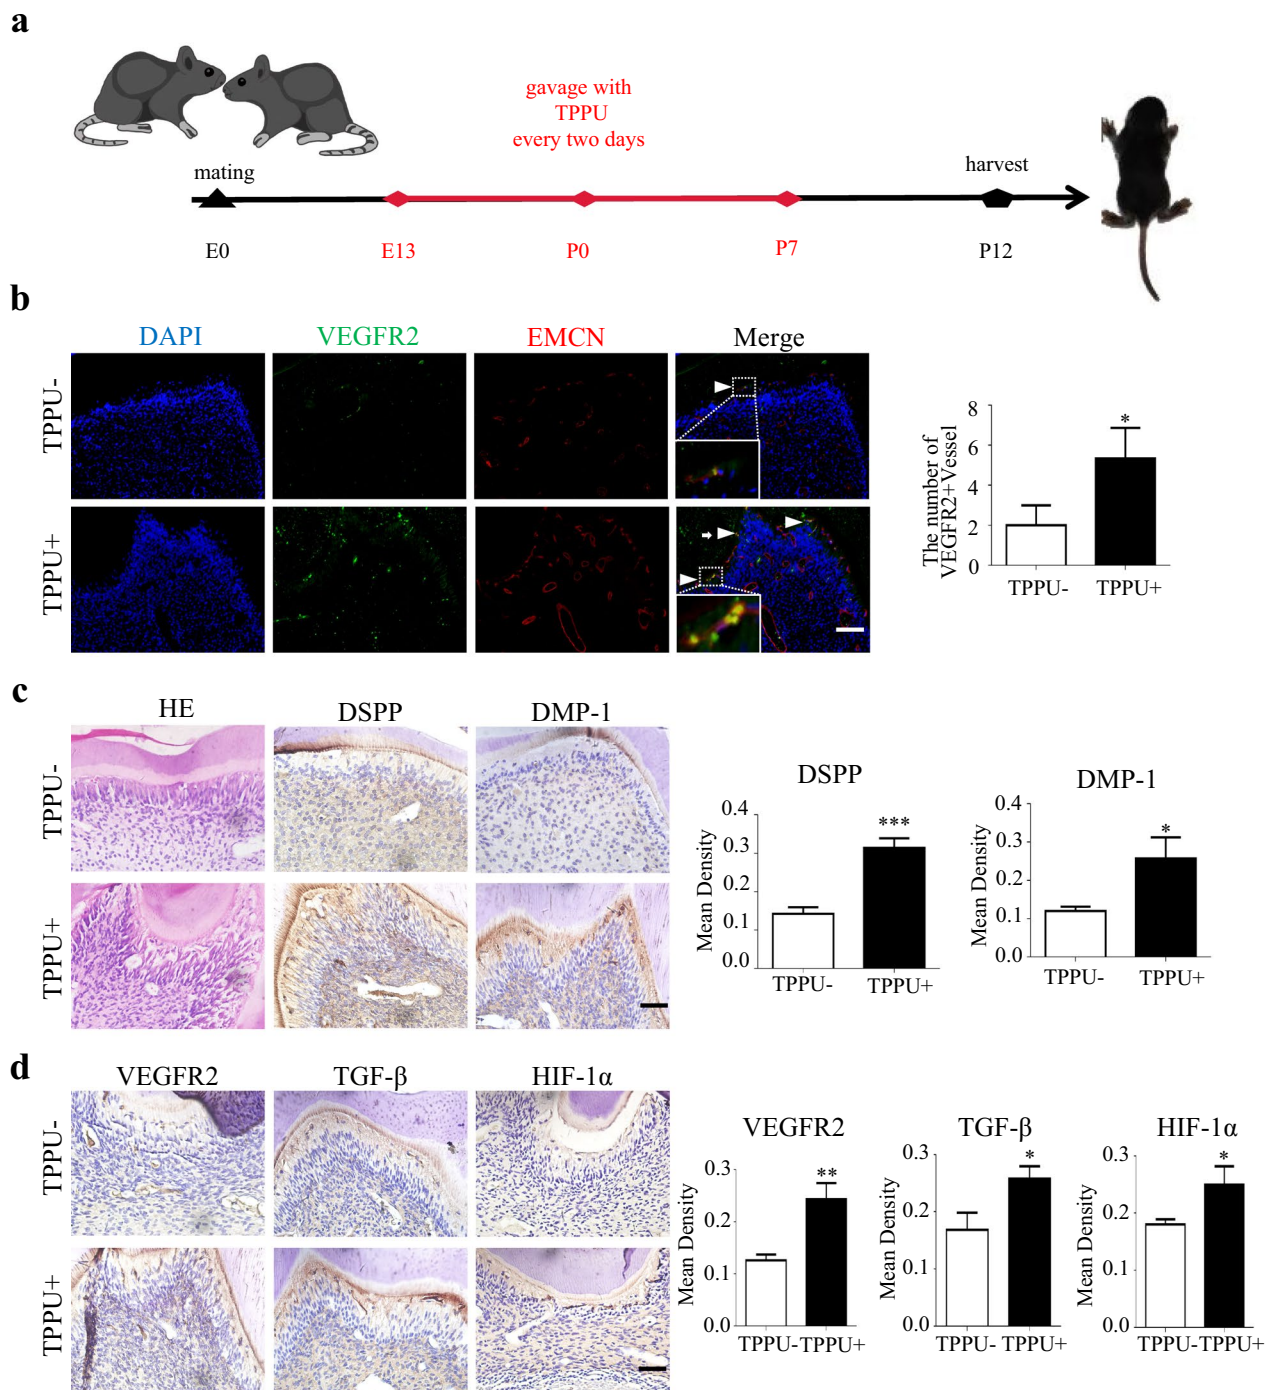 a
gavage with
TPPU
every two days
mating
harvest
E0
E13
P0
P7
P12
b
DAPI
VEGFR2
EMCN
Merge
TPPU-
TPPU+
The number of
VEGFR2+Vessel
8
6
4
2
0
TPPU-
TPPU+
c
HE
DSPP
DMP-1
TPPU-
TPPU+
DSPP
Mean Density
0.4
0.3
0.2
0.1
0.0
***
TPPU-
TPPU+
DMP-1
Mean Density
0.4
0.3
0.2
0.1
0.0
*
TPPU-
TPPU+
d
VEGFR2
TGF-β
HIF-1α
TPPU-
TPPU+
VEGFR2
Mean Density
0.3
0.2
0.1
0.0
**
TPPU-
TPPU+
TGF-β
Mean Density
0.3
0.2
0.1
0.0
*
TPPU-
TPPU+
HIF-1α
Mean Density
0.3
0.2
0.1
0.0
*
TPPU-
TPPU+